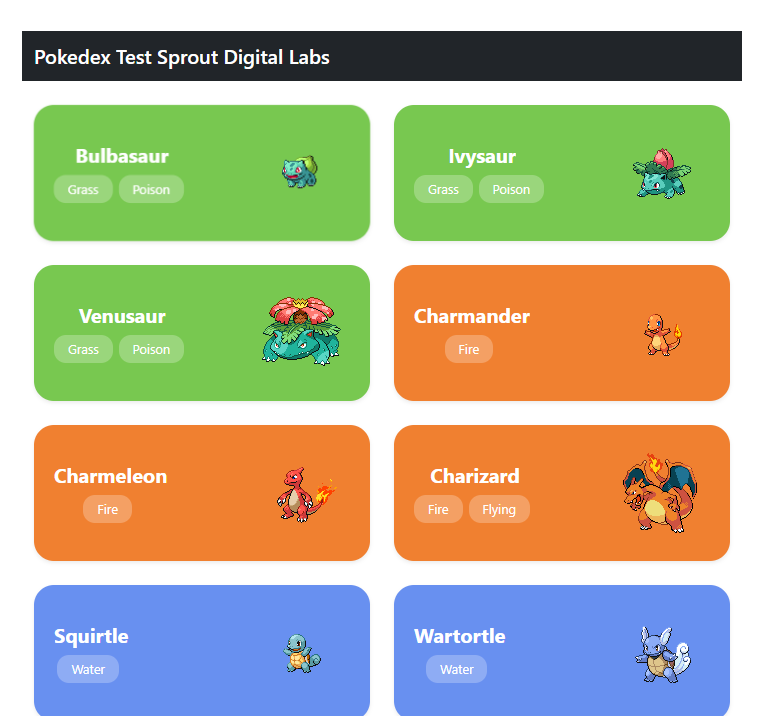 Pokedex Test Sprout Digital Labs
Bulbasaur
Grass Poison
Ivysaur
Grass Poison
Venusaur
Grass Poison
Charmander
Fire
Charmeleon
Fire
Charizard
Fire Flying
Squirtle
Water
Wartortle
Water